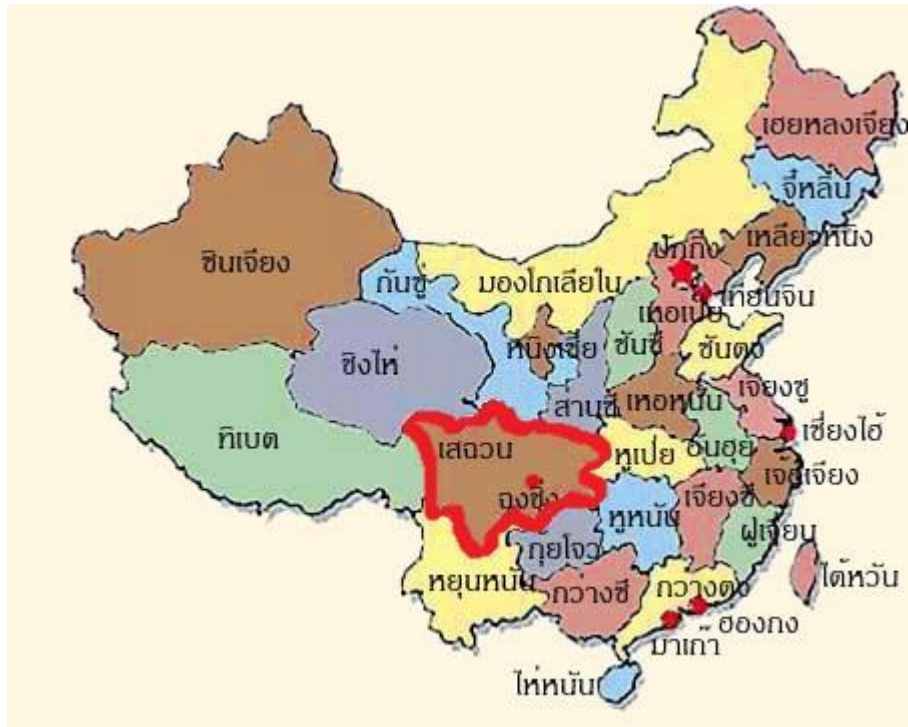 เฮยหลงเจียง
จี๋หลิน
เหลียวหนิง
ปักกิ่ง
ซินเจียง
กันซู่
มองโกเลียใน
เทียนจิน
เหอเป่ย
หนิงเซี่ย
ซันซี
ซันตง
ชิงไห่
เจียงซู
สานซี
เหอหนัน
ทิเบต
เสฉวน
หูเป่ย
อันฮุย
เซี่ยงไฮ้
เจ้อเจียง
ฉงชิ่ง
หูหนัน
เจียงซี
ฝูเจี้ยน
กุยโจว
หยุนหนัน
กว่างซี
กวางตุง
ไต้หวัน
ฮ่องกง
มาเก๊า
ไห่หนัน